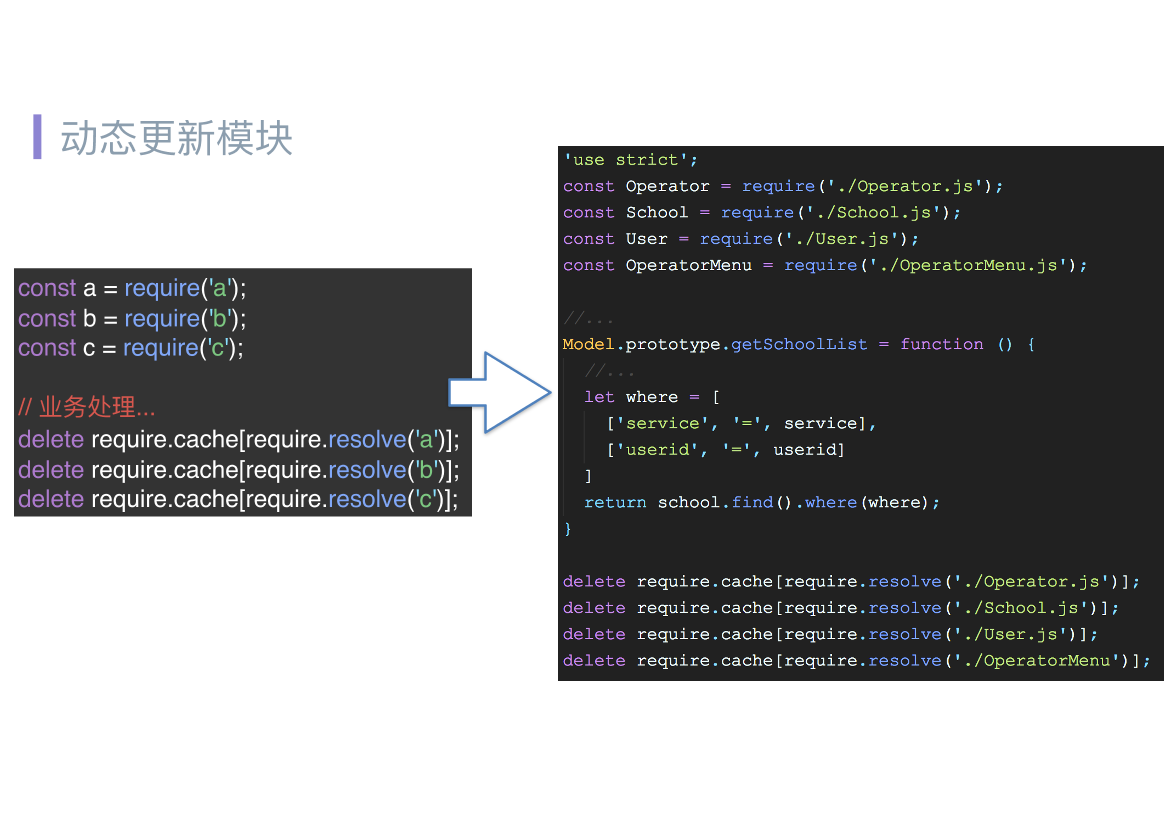 动态更新模块
const a = require('a');
const b = require('b');
const c = require('c');
// 业务处理...
delete require.cache[require.resolve('a')];
delete require.cache[require.resolve('b')];
delete require.cache[require.resolve('c')];
'use strict';
const Operator = require('./Operator.js');
const School = require('./School.js');
const User = require('./User.js');
const OperatorMenu = require('./OperatorMenu.js');
//...
Model.prototype.getSchoolList = function () {
//...
let where = [
['service', '=', service],
['userid', '=', userid]
]
return school.find().where(where);
}
delete require.cache[require.resolve('./Operator.js')];
delete require.cache[require.resolve('./School.js')];
delete require.cache[require.resolve('./User.js')];
delete require.cache[require.resolve('./OperatorMenu')];